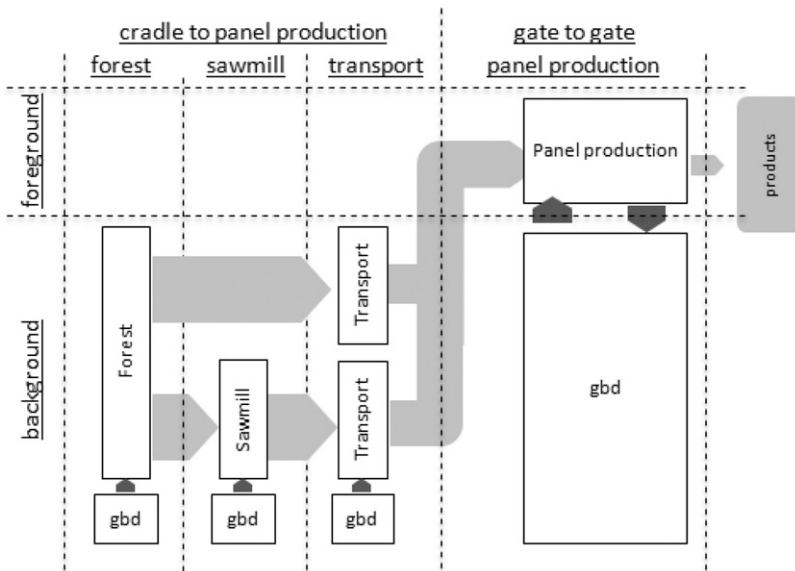 cradle to panel production
gate to gate
forest
sawmill
transport
panel production
foreground
Panel production
products
background
Forest
Sawmill
Transport
Transport
gbd
gbd
gbd
gbd